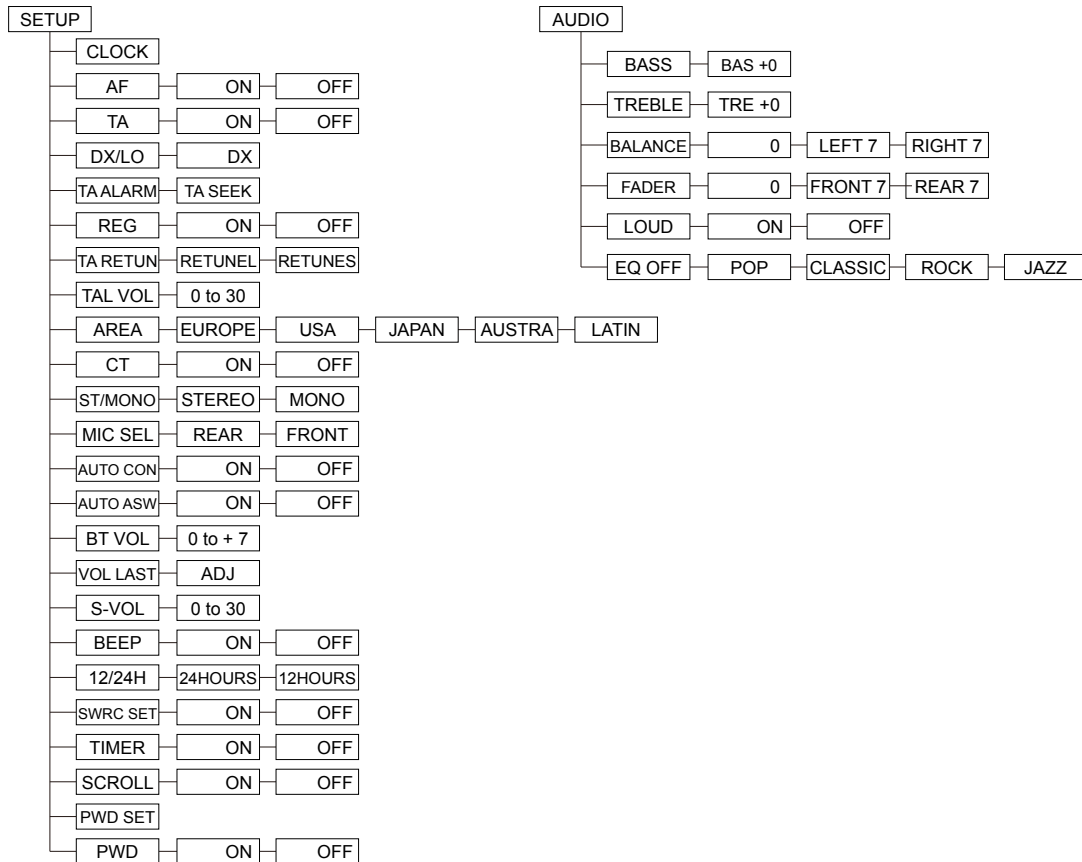 SETUP
CLOCK
AF ON OFF
TA ON OFF
DX/LO DX
TA ALARM TA SEEK
REG ON OFF
TA RETUN RETUNEL RETUNES
TAL VOL 0 to 30
AREA EUROPE USA JAPAN AUSTRA LATIN
CT ON OFF
ST/MONO STEREO MONO
MIC SEL REAR FRONT
AUTO CON ON OFF
AUTO ASW ON OFF
BT VOL 0 to + 7
VOL LAST ADJ
S-VOL 0 to 30
BEEP ON OFF
12/24H 24HOURS 12HOURS
SWRC SET ON OFF
TIMER ON OFF
SCROLL ON OFF
PWD SET
PWD ON OFF
AUDIO
BASS BAS +0
TREBLE TRE +0
BALANCE 0 LEFT 7 RIGHT 7
FADER 0 FRONT 7 REAR 7
LOUD ON OFF
EQ OFF POP CLASSIC ROCK JAZZ